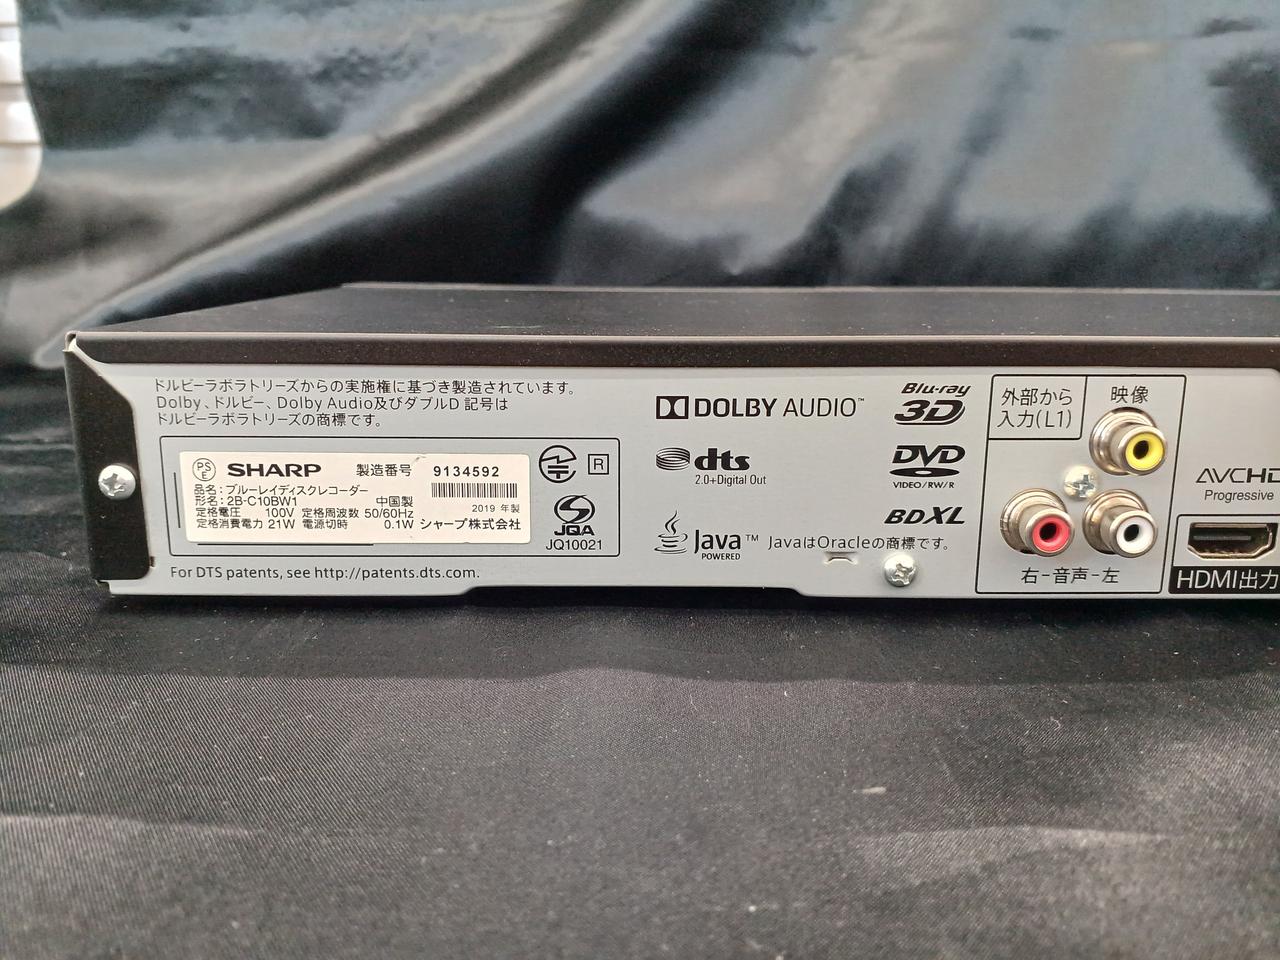 ドルビーラボラトリーズからの実施権に基づき製造されています。
Dolby、ドルビー、Dolby Audio及びダブルD 記号は
ドルビーラボラトリーズの商標です。
PS
E
SHARP 製造番号 9134592
品名：ブルーレイディスクレコーダー
形名：2B-C10BW1 中国製 2019 年製
定格電圧 100V 定格周波数 50/60Hz
定格消費電力 21W 電源切時 0.1W シャープ株式会社
R
JQA
JQ10021
For DTS patents, see http://patents.dts.com.
DOLBY AUDIO™
dts
2.0+Digital Out
Java™
POWERED
JavaはOracleの商標です。
Blu-ray
3D
DVD
VIDEO/RW/R
BDXL
外部から
入力(L1)
映像
右-音声-左
AVCHD
Progressive
HDMI出力